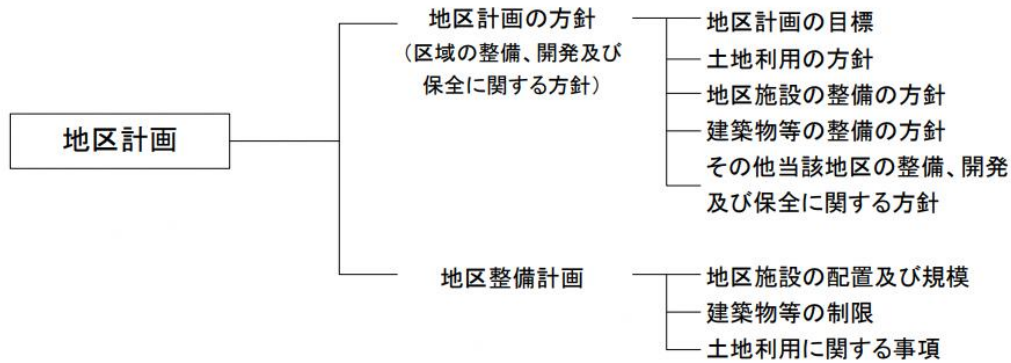 地区計画
地区計画の方針
(区域の整備、開発及び
保全に関する方針)
地区計画の目標
土地利用の方針
地区施設の整備の方針
建築物等の整備の方針
その他当該地区の整備、開発
及び保全に関する方針
地区整備計画
地区施設の配置及び規模
建築物等の制限
土地利用に関する事項